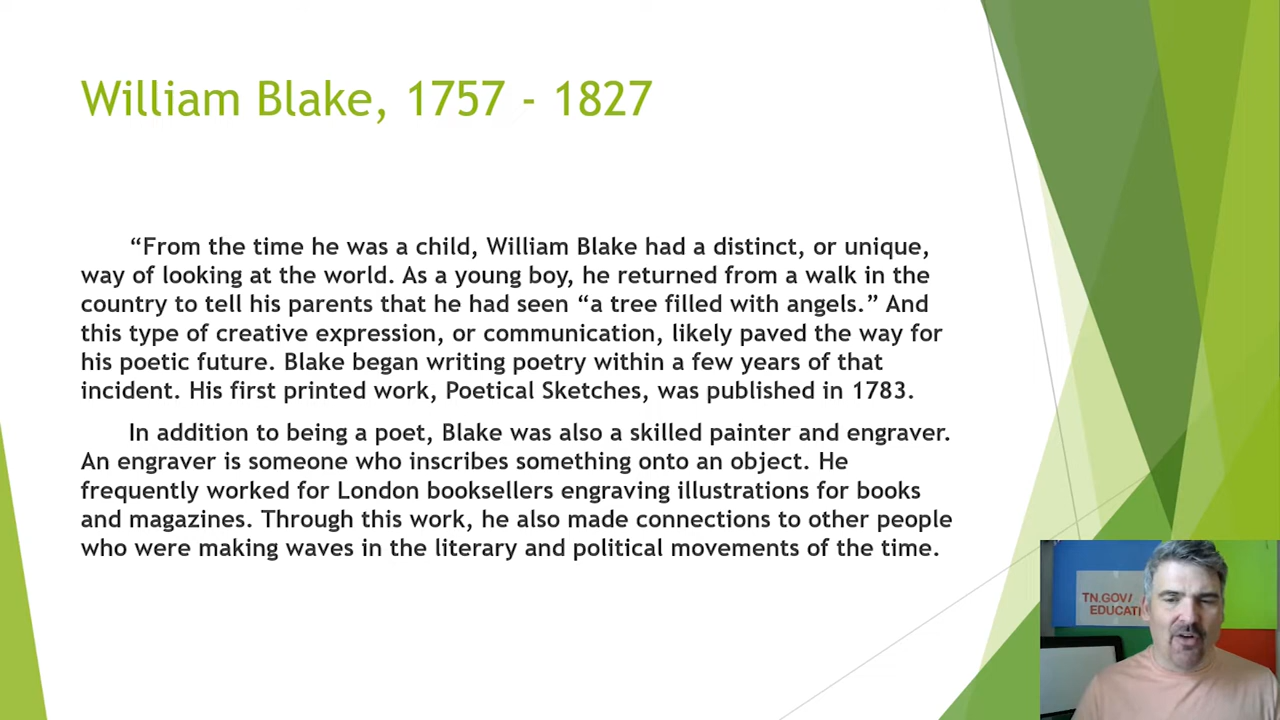 William Blake, 1757 - 1827
“From the time he was a child, William Blake had a distinct, or unique,
way of looking at the world. As a young boy, he returned from a walk in the
country to tell his parents that he had seen “a tree filled with angels.” And
this type of creative expression, or communication, likely paved the way for
his poetic future. Blake began writing poetry within a few years of that
incident. His first printed work, Poetical Sketches, was published in 1783.
In addition to being a poet, Blake was also a skilled painter and engraver.
An engraver is someone who inscribes something onto an object. He
frequently worked for London booksellers engraving illustrations for books
and magazines. Through this work, he also made connections to other people
who were making waves in the literary and political movements of the time.
TN.GOV/